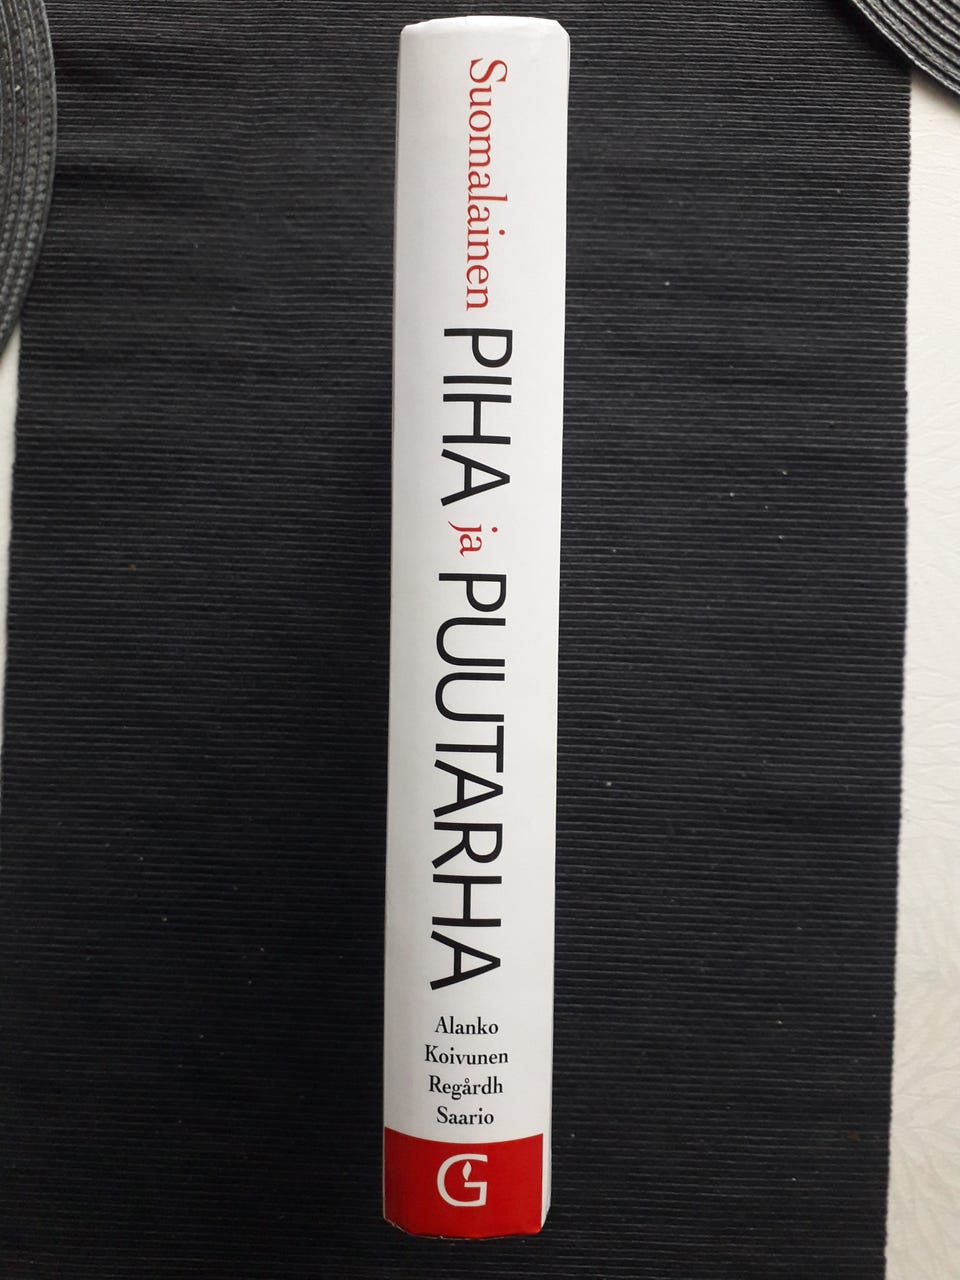 Suomalainen PIHA ja PUUTARHA
Alanko
Koivunen
Regårdh
Saario
G